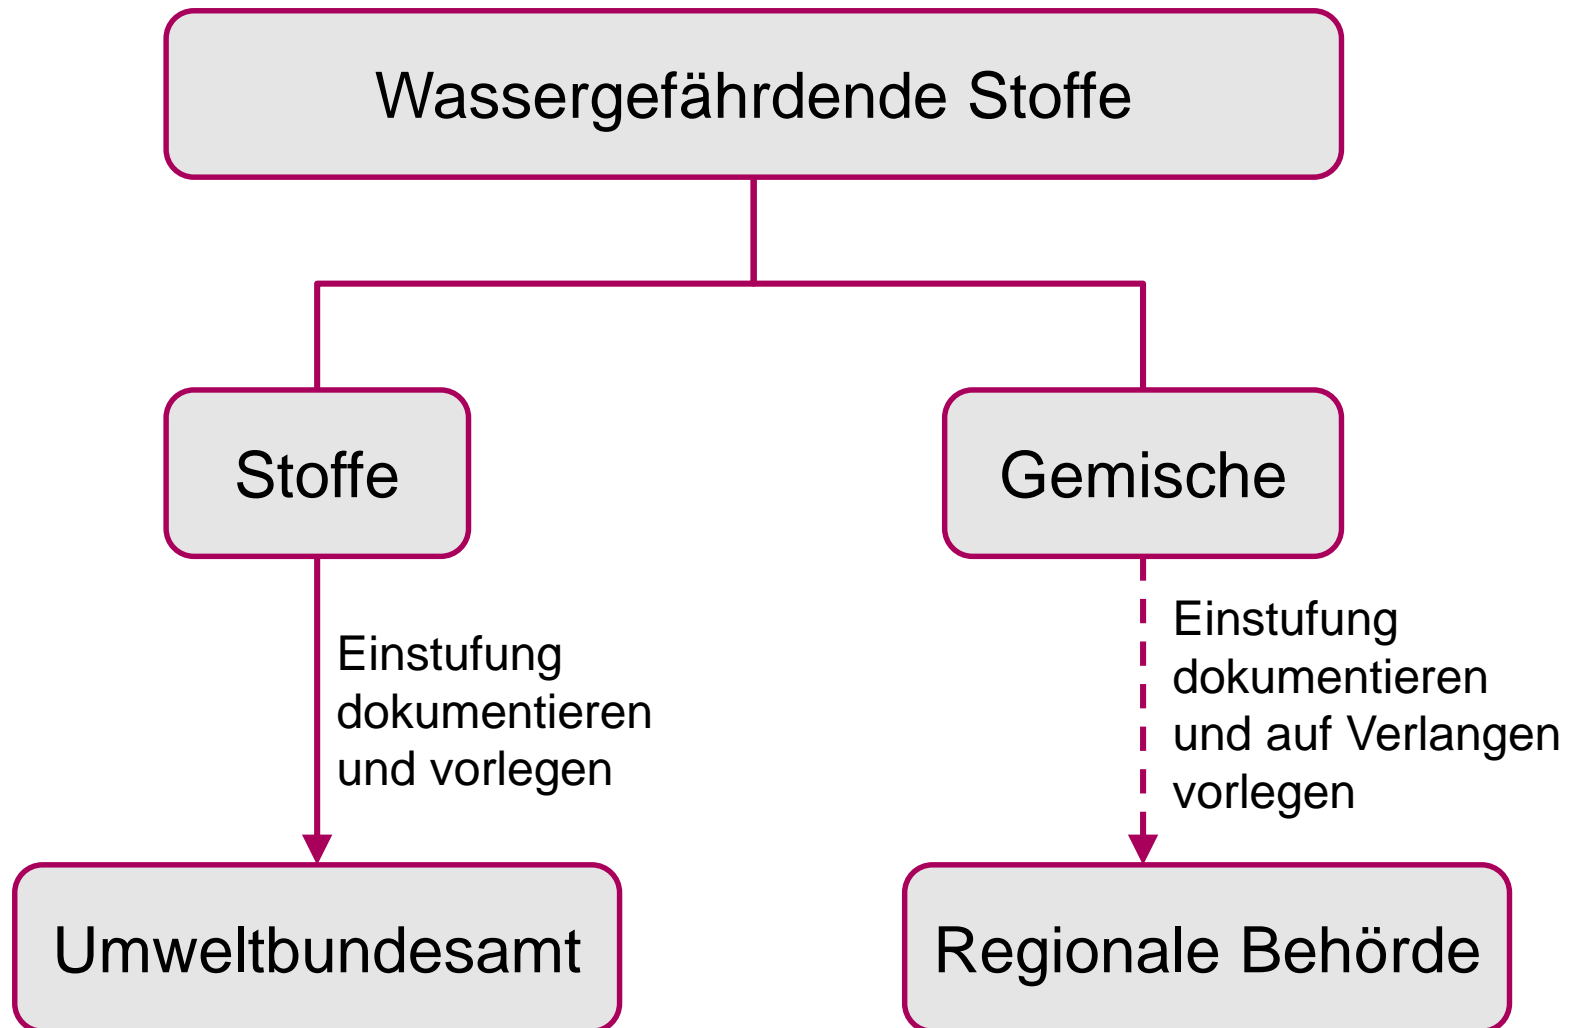 Wassergefährdende Stoffe
Stoffe
Gemische
Einstufung
dokumentieren
und vorlegen
Einstufung
dokumentieren
und auf Verlangen
vorlegen
Umweltbundesamt
Regionale Behörde